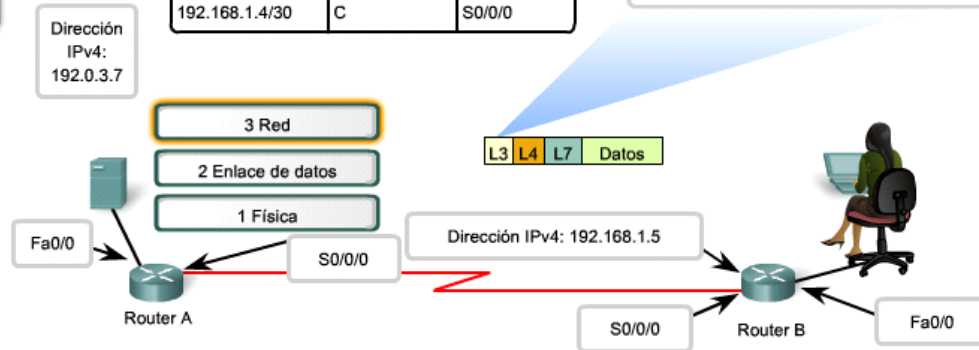 192.168.1.4/30 C S0/0/0
Dirección
IPv4:
192.0.3.7
3 Red
2 Enlace de datos
1 Física
L3 L4 L7 Datos
Fa0/0
S0/0/0
Dirección IPv4: 192.168.1.5
Router A
S0/0/0
Router B
Fa0/0